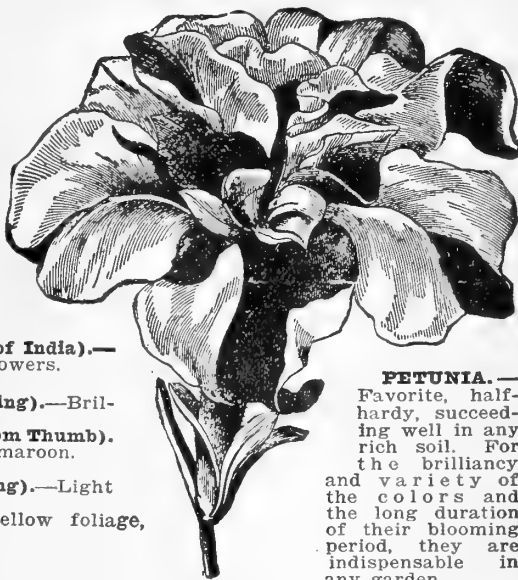 of India).—
owers.
ing).—Bril-
om Thumb).
maroon.
ng).—Light
ellow foliage,
PETUNIA.—
Favorite, half-
hardy, succeed-
ing well in any
rich soil. For
the brilliancy
and variety of
the colors and
the long duration
of their blooming
period, they are
indispensable in
any garden.